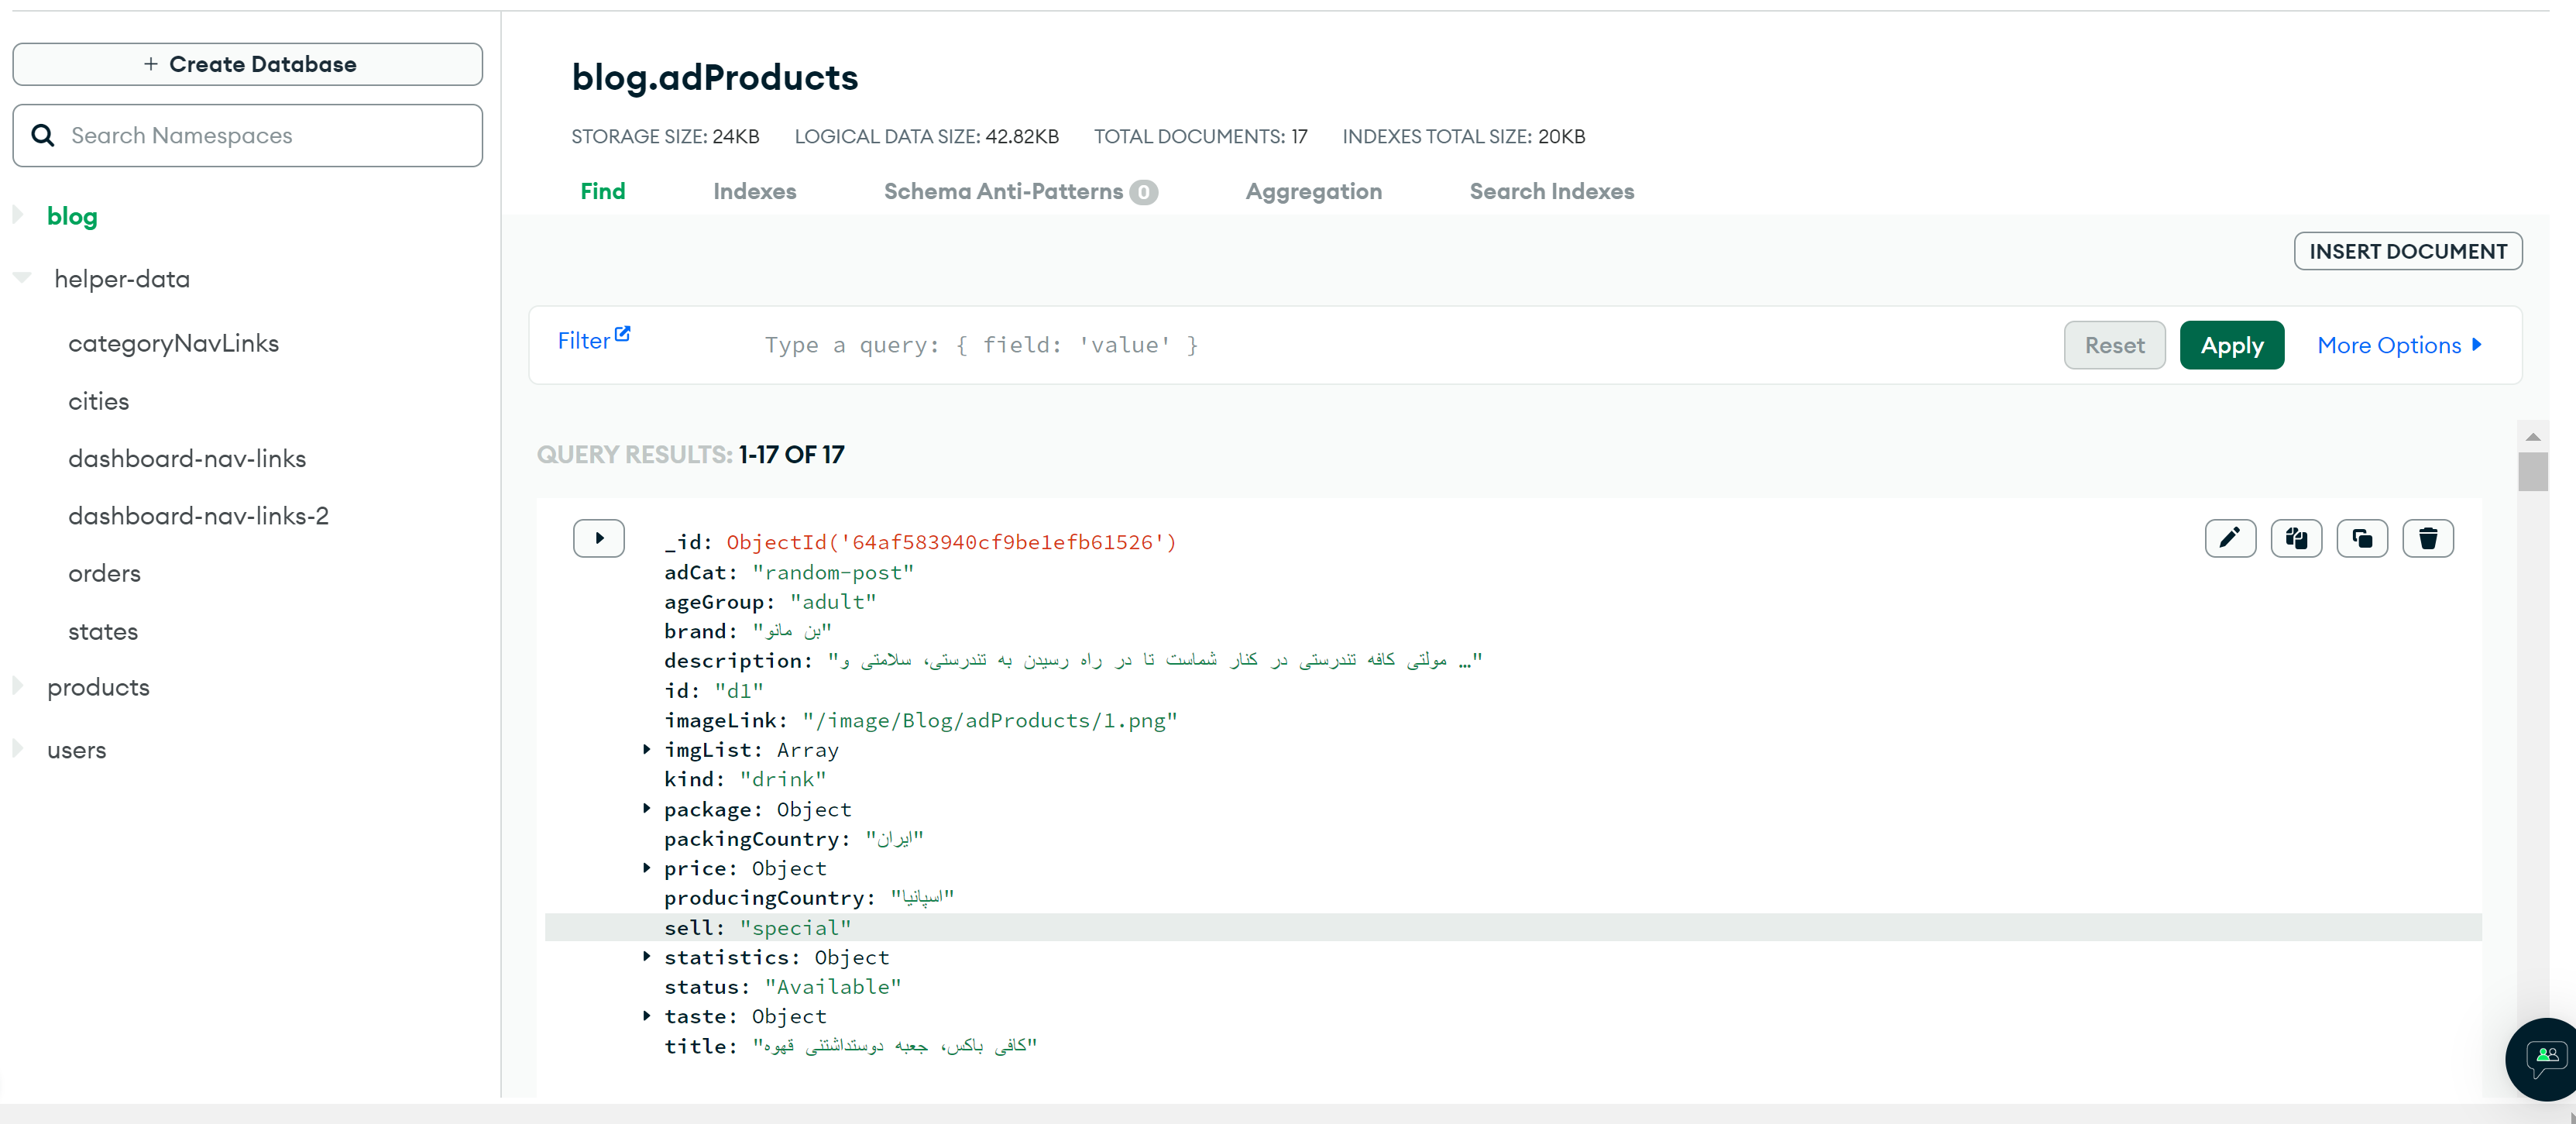 + Create Database
Search Namespaces
blog
helper-data
categoryNavLinks
cities
dashboard-nav-links
dashboard-nav-links-2
orders
states
products
users
blog.adProducts
STORAGE SIZE: 24KB LOGICAL DATA SIZE: 42.82KB TOTAL DOCUMENTS: 17 INDEXES TOTAL SIZE: 20KB
Find Indexes Schema Anti-Patterns 0 Aggregation Search Indexes
INSERT DOCUMENT
Filter Type a query: { field: 'value' } Reset Apply More Options
QUERY RESULTS: 1-17 OF 17
_id: ObjectId('64af583940cf9be1efb61526')
adCat: "random-post"
ageGroup: "adult"
brand: "بن مانو"
description: "مولتی کافه تندرستی در کنار شماست تا در راه رسیدن به تندرستی، سلامتی و …"
id: "d1"
imageLink: "/image/Blog/adProducts/1.png"
imgList: Array
kind: "drink"
package: Object
packingCountry: "ایران"
price: Object
producingCountry: "اسپانیا"
sell: "special"
statistics: Object
status: "Available"
taste: Object
title: "کافی باکس، جعبه دوستداشتنی قهوه"